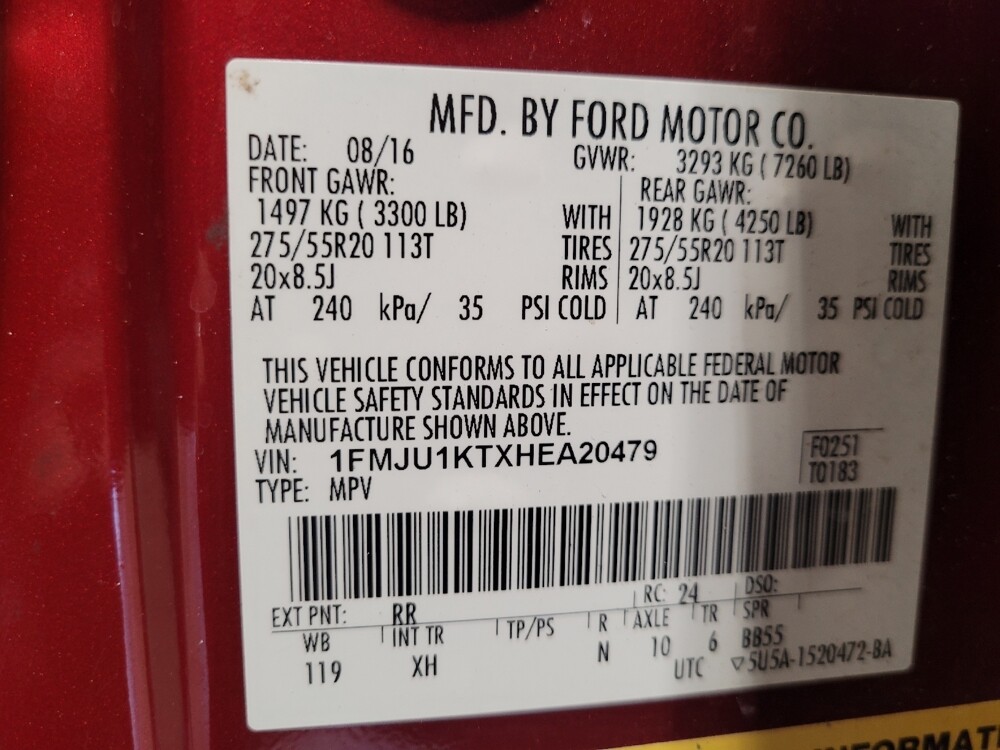 MFD. BY FORD MOTOR CO.
DATE: 08/16 GVWR: 3293 KG ( 7260 LB)
FRONT GAWR: REAR GAWR:
1497 KG ( 3300 LB) WITH 1928 KG ( 4250 LB) WITH
275/55R20 113T TIRES 275/55R20 113T TIRES
20x8.5J RIMS 20x8.5J RIMS
AT 240 kPa/ 35 PSI COLD AT 240 kPa/ 35 PSI COLD
THIS VEHICLE CONFORMS TO ALL APPLICABLE FEDERAL MOTOR
VEHICLE SAFETY STANDARDS IN EFFECT ON THE DATE OF
MANUFACTURE SHOWN ABOVE.
VIN: 1FMJU1KTXHEA20479 F0251
TYPE: MPV T0183
EXT PNT: RR RC: 24 DSO:
WB INT TR TP/PS R AXLE TR SPR
119 XH N 10 6 BB55
UTC ▽5U5A-1520472-BA